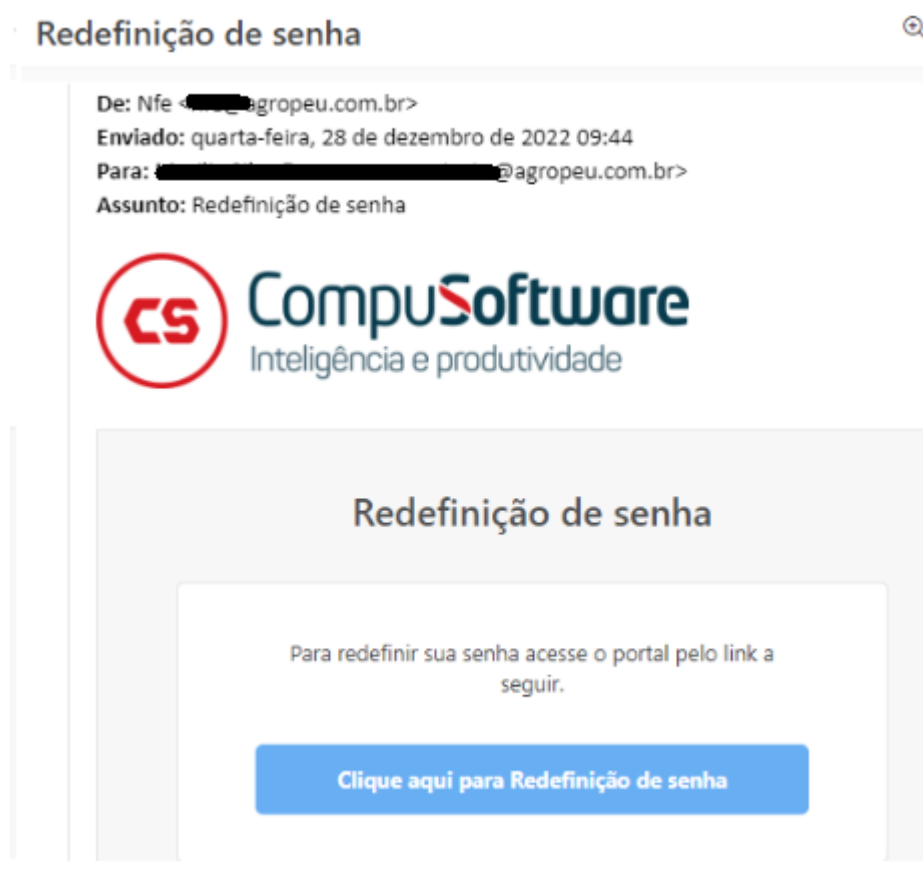 Redefinição de senha
De: Nfe < agropeu.com.br>
Enviado: quarta-feira, 28 de dezembro de 2022 09:44
Para: @agropeu.com.br>
Assunto: Redefinição de senha
CS CompuSoftware
Inteligência e produtividade
Redefinição de senha
Para redefinir sua senha acesse o portal pelo link a
seguir.
Clique aqui para Redefinição de senha